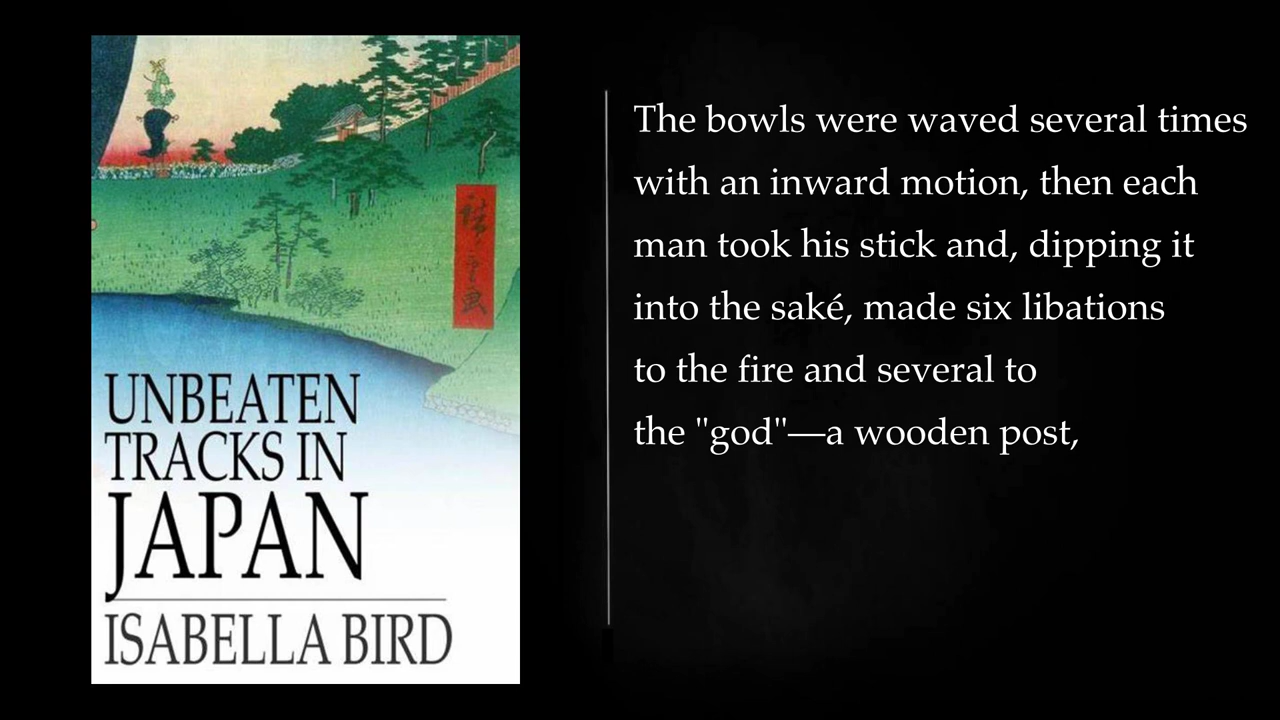 UNBEATEN
TRACKS IN
JAPAN
ISABELLA BIRD
The bowls were waved several times
with an inward motion, then each
man took his stick and, dipping it
into the saké, made six libations
to the fire and several to
the "god"—a wooden post,